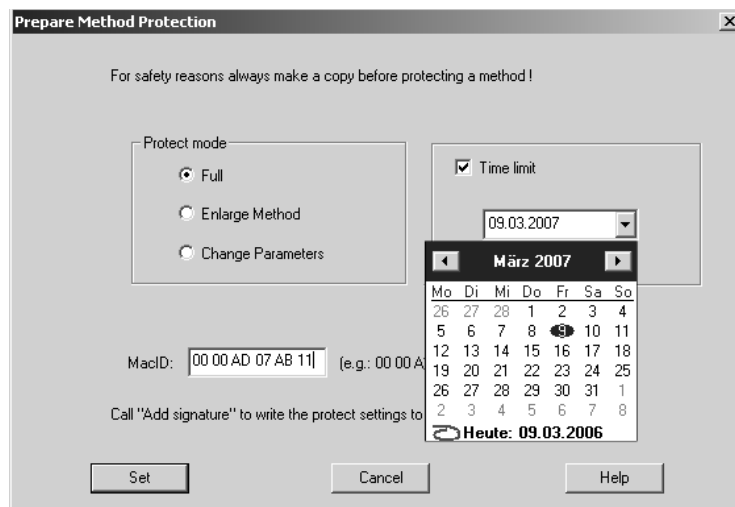 Prepare Method Protection
For safety reasons always make a copy before protecting a method !
Protect mode
Full
Enlarge Method
Change Parameters
Time limit
09.03.2007
März 2007
Mo Di Mi Do Fr Sa So
26 27 28 1 2 3 4
5 6 7 8 9 10 11
12 13 14 15 16 17 18
19 20 21 22 23 24 25
26 27 28 29 30 31 1
2 3 4 5 6 7 8
Heute: 09.03.2006
MacID: 00 00 AD 07 AB 11 (e.g.: 00 00 A
Call "Add signature" to write the protect settings to
Set Cancel Help